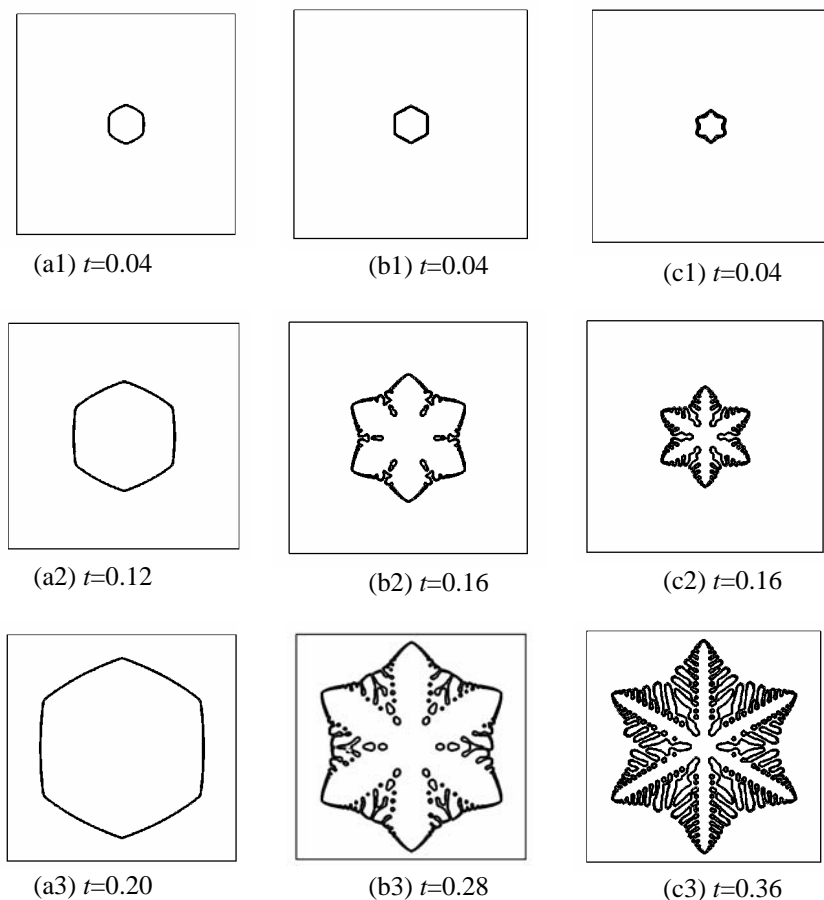 (a1) t=0.04
(b1) t=0.04
(c1) t=0.04
(a2) t=0.12
(b2) t=0.16
(c2) t=0.16
(a3) t=0.20
(b3) t=0.28
(c3) t=0.36